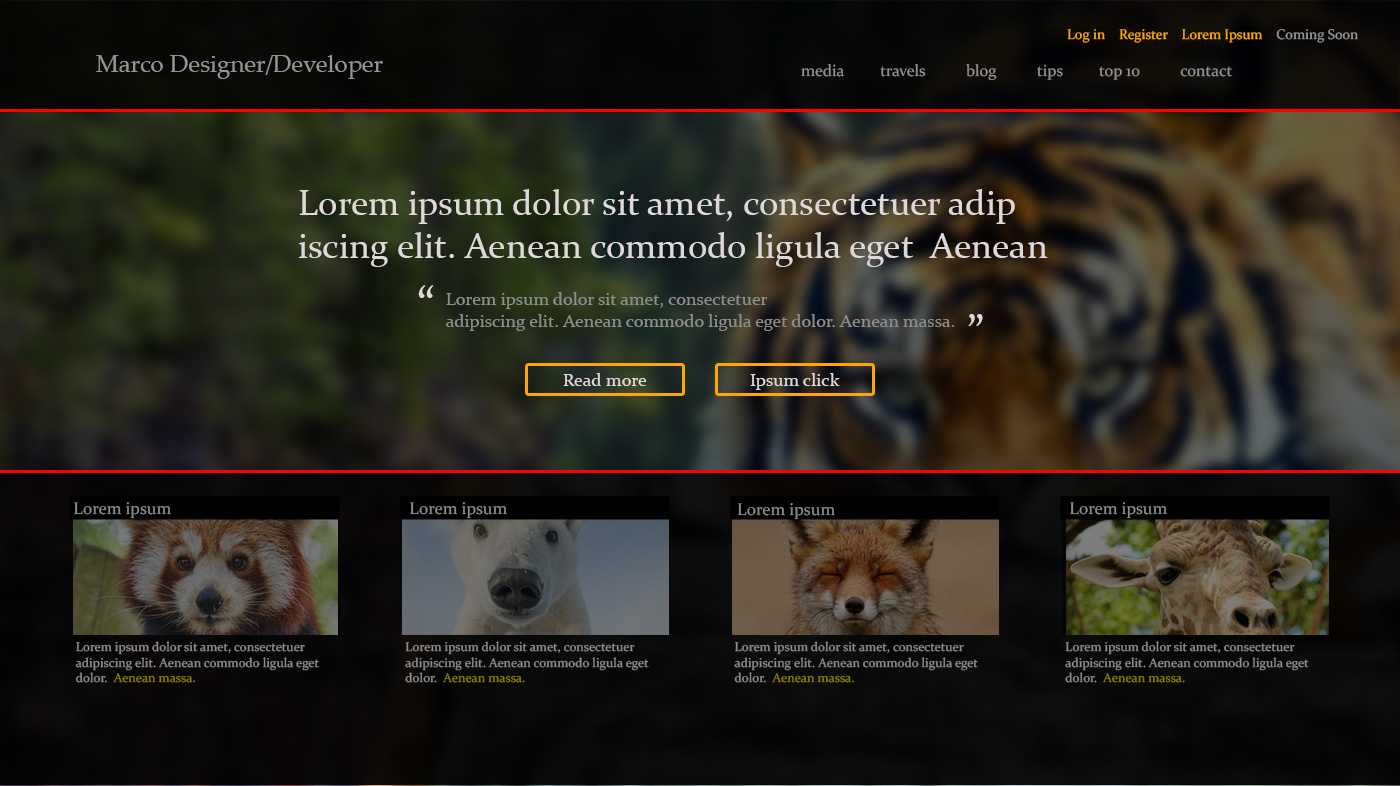 Log in Register Lorem Ipsum Coming Soon
Marco Designer/Developer
media travels blog tips top 10 contact
Lorem ipsum dolor sit amet, consectetuer adip
iscing elit. Aenean commodo ligula eget Aenean
“ Lorem ipsum dolor sit amet, consectetuer
adipiscing elit. Aenean commodo ligula eget dolor. Aenean massa. ”
Read more
Ipsum click
Lorem ipsum
Lorem ipsum dolor sit amet, consectetuer
adipiscing elit. Aenean commodo ligula eget
dolor. Aenean massa.
Lorem ipsum
Lorem ipsum dolor sit amet, consectetuer
adipiscing elit. Aenean commodo ligula eget
dolor. Aenean massa.
Lorem ipsum
Lorem ipsum dolor sit amet, consectetuer
adipiscing elit. Aenean commodo ligula eget
dolor. Aenean massa.
Lorem ipsum
Lorem ipsum dolor sit amet, consectetuer
adipiscing elit. Aenean commodo ligula eget
dolor. Aenean massa.